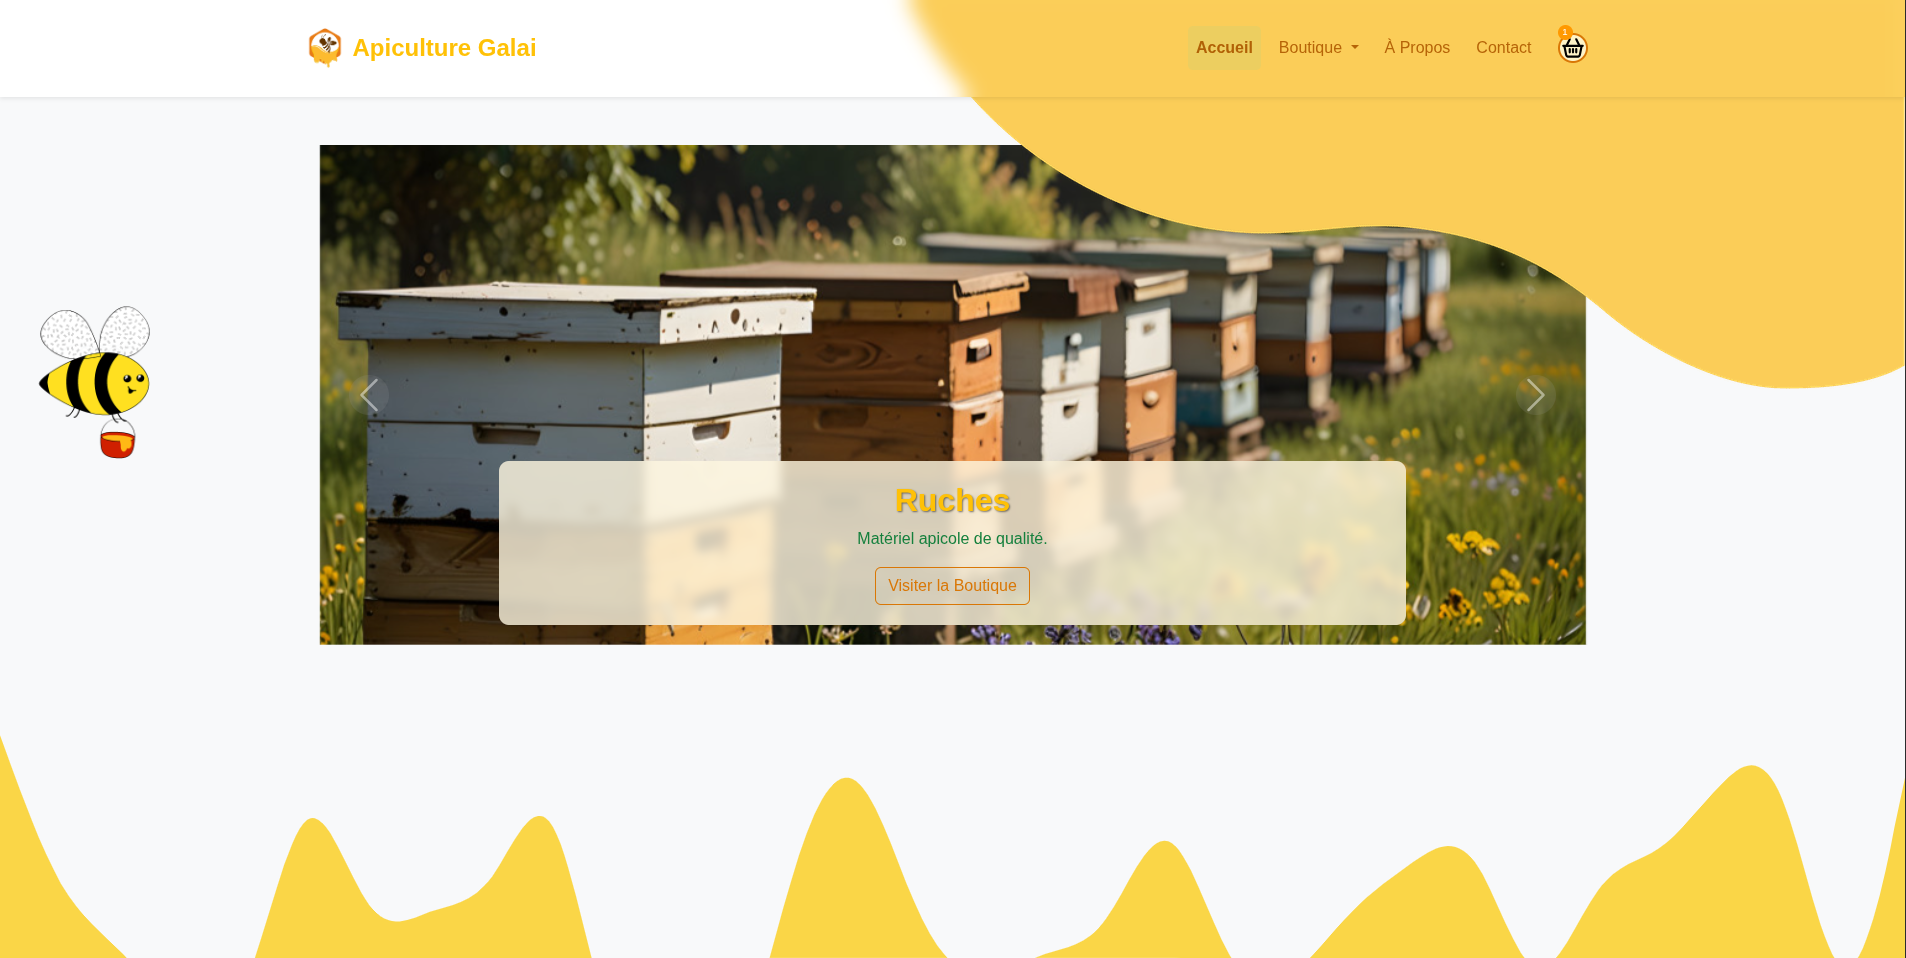 Apiculture Galai
Accueil
Boutique
À Propos
Contact
1
Ruches
Matériel apicole de qualité.
Visiter la Boutique